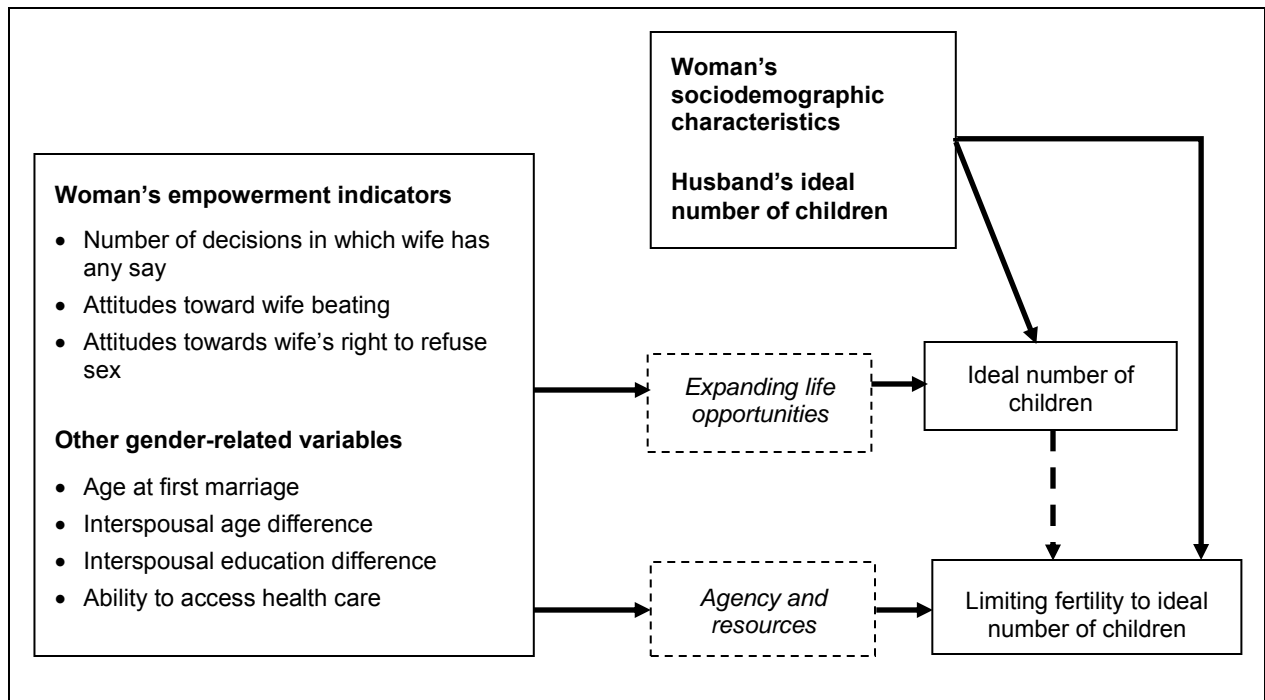 Woman's
sociodemographic
characteristics
Husband's ideal
number of children
Woman's empowerment indicators
• Number of decisions in which wife has
any say
• Attitudes toward wife beating
• Attitudes towards wife's right to refuse
sex
Other gender-related variables
• Age at first marriage
• Interspousal age difference
• Interspousal education difference
• Ability to access health care
Expanding life
opportunities
Ideal number of
children
Agency and
resources
Limiting fertility to ideal
number of children